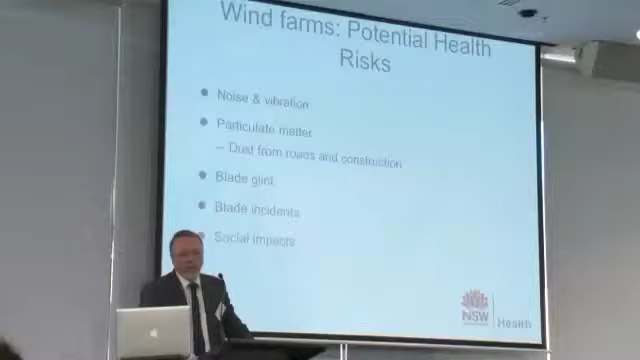 Wind farms: Potential Health
Risks
● Noise & vibration
● Particulate matter
– Dust from roads and construction
● Blade glint
● Blade incidents
● Social impacts
NSW
Health